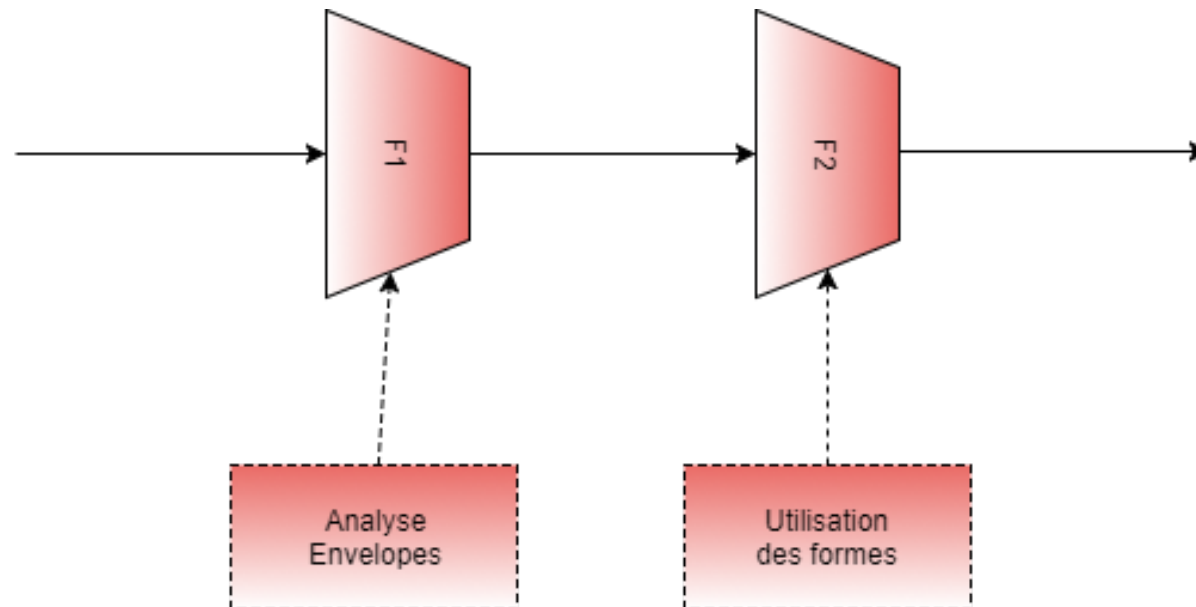 F1
F2
Analyse
Envelopes
Utilisation
des formes